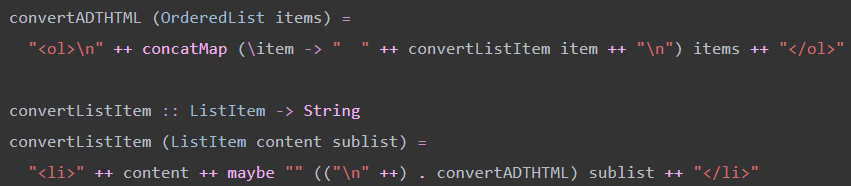 convertADTHTML (OrderedList items) =
  "<ol>\n" ++ concatMap (\item -> "  " ++ convertListItem item ++ "\n") items ++ "</ol>"

convertListItem :: ListItem -> String
convertListItem (ListItem content sublist) =
  "<li>" ++ content ++ maybe "" (("\n" ++) . convertADTHTML) sublist ++ "</li>"